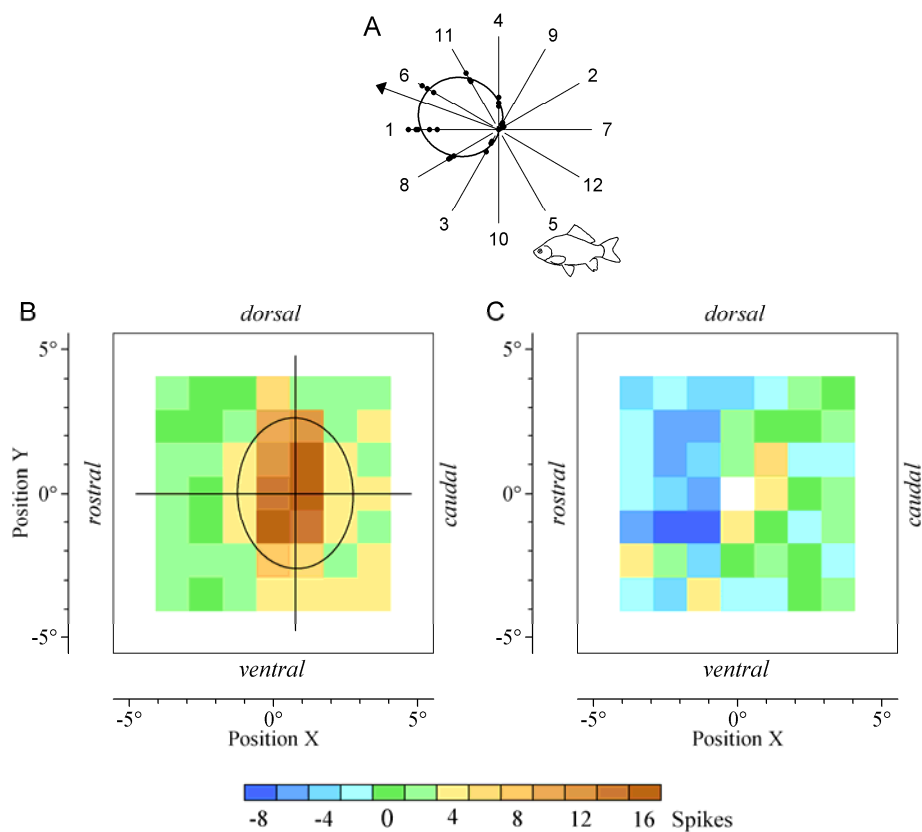 A
4
11
9
6
2
1
7
8
12
3
5
10
B
dorsal
C
dorsal
5°
5°
Position Y
rostral
caudal
rostral
caudal
0°
0°
-5°
-5°
ventral
ventral
-5°
0°
5°
-5°
0°
5°
Position X
Position X
-8 -4 0 4 8 12 16 Spikes